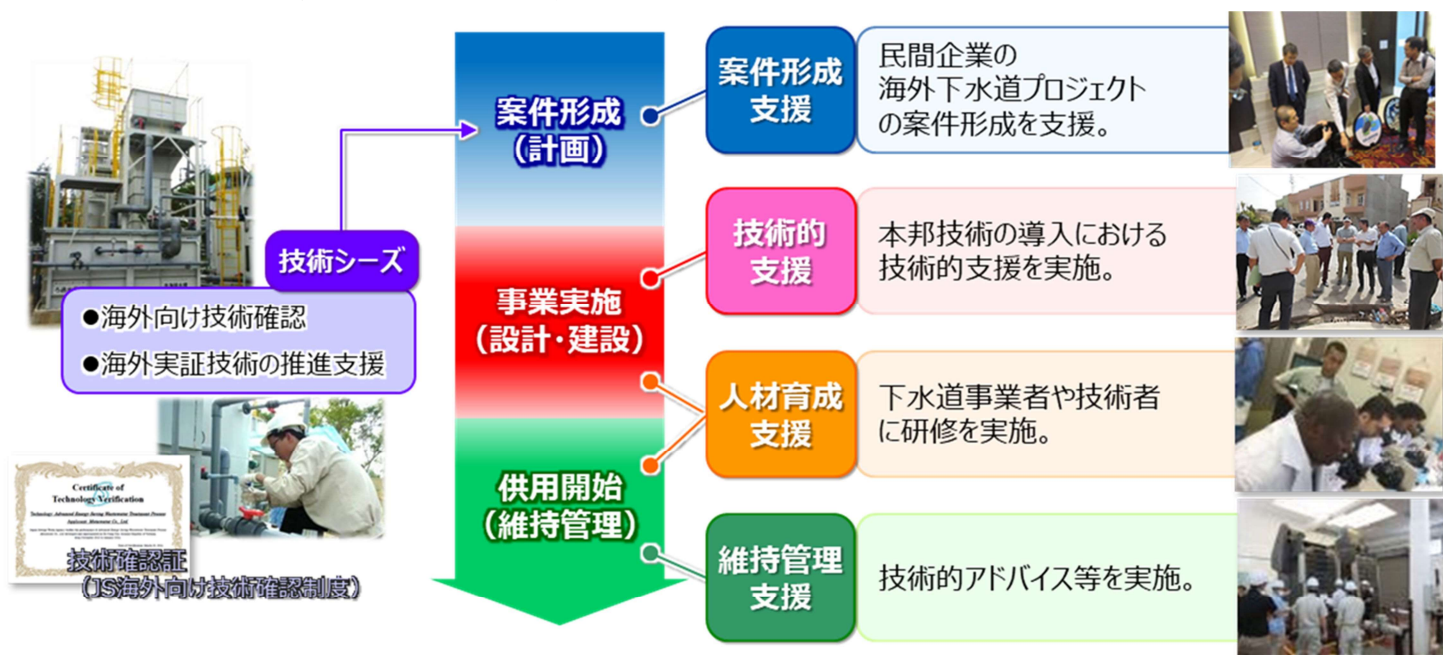 技術シーズ
●海外向け技術確認
●海外実証技術の推進支援
Certificate of
Technology Verification
技術確認証
（JS海外向け技術確認制度）
案件形成
（計画）
事業実施
（設計・建設）
供用開始
（維持管理）
案件形成
支援
民間企業の
海外下水道プロジェクト
の案件形成を支援。
技術的
支援
本邦技術の導入における
技術的支援を実施。
人材育成
支援
下水道事業者や技術者
に研修を実施。
維持管理
支援
技術的アドバイス等を実施。